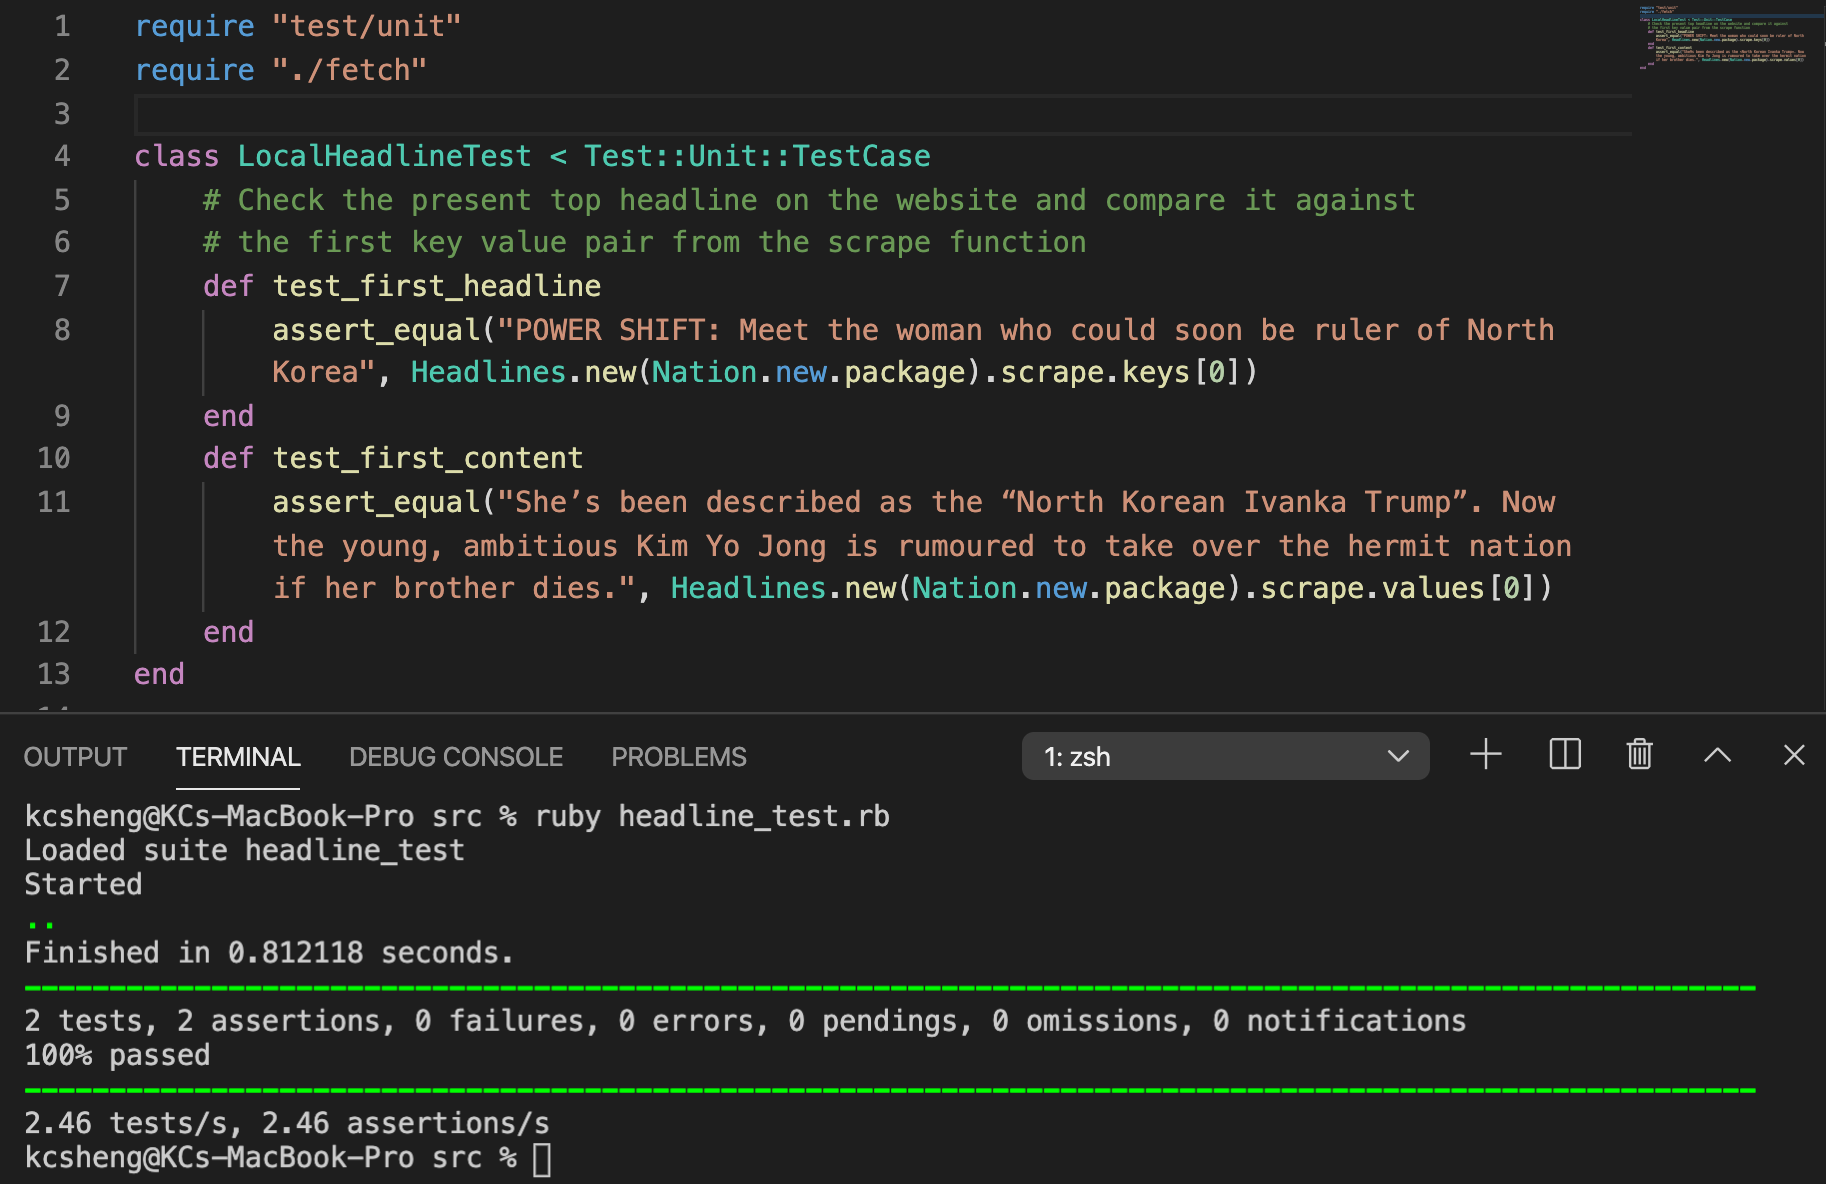 1 require "test/unit"
2 require "./fetch"
3
4 class LocalHeadlineTest < Test::Unit::TestCase
5 # Check the present top headline on the website and compare it against
6 # the first key value pair from the scrape function
7 def test_first_headline
8 assert_equal("POWER SHIFT: Meet the woman who could soon be ruler of North
Korea", Headlines.new(Nation.new.package).scrape.keys[0])
9 end
10 def test_first_content
11 assert_equal("She’s been described as the “North Korean Ivanka Trump”. Now
the young, ambitious Kim Yo Jong is rumoured to take over the hermit nation
if her brother dies.", Headlines.new(Nation.new.package).scrape.values[0])
12 end
13 end
OUTPUT TERMINAL DEBUG CONSOLE PROBLEMS 1: zsh
kcsheng@KCs-MacBook-Pro src % ruby headline_test.rb
Loaded suite headline_test
Started
..
Finished in 0.812118 seconds.
2 tests, 2 assertions, 0 failures, 0 errors, 0 pendings, 0 omissions, 0 notifications
100% passed
2.46 tests/s, 2.46 assertions/s
kcsheng@KCs-MacBook-Pro src %